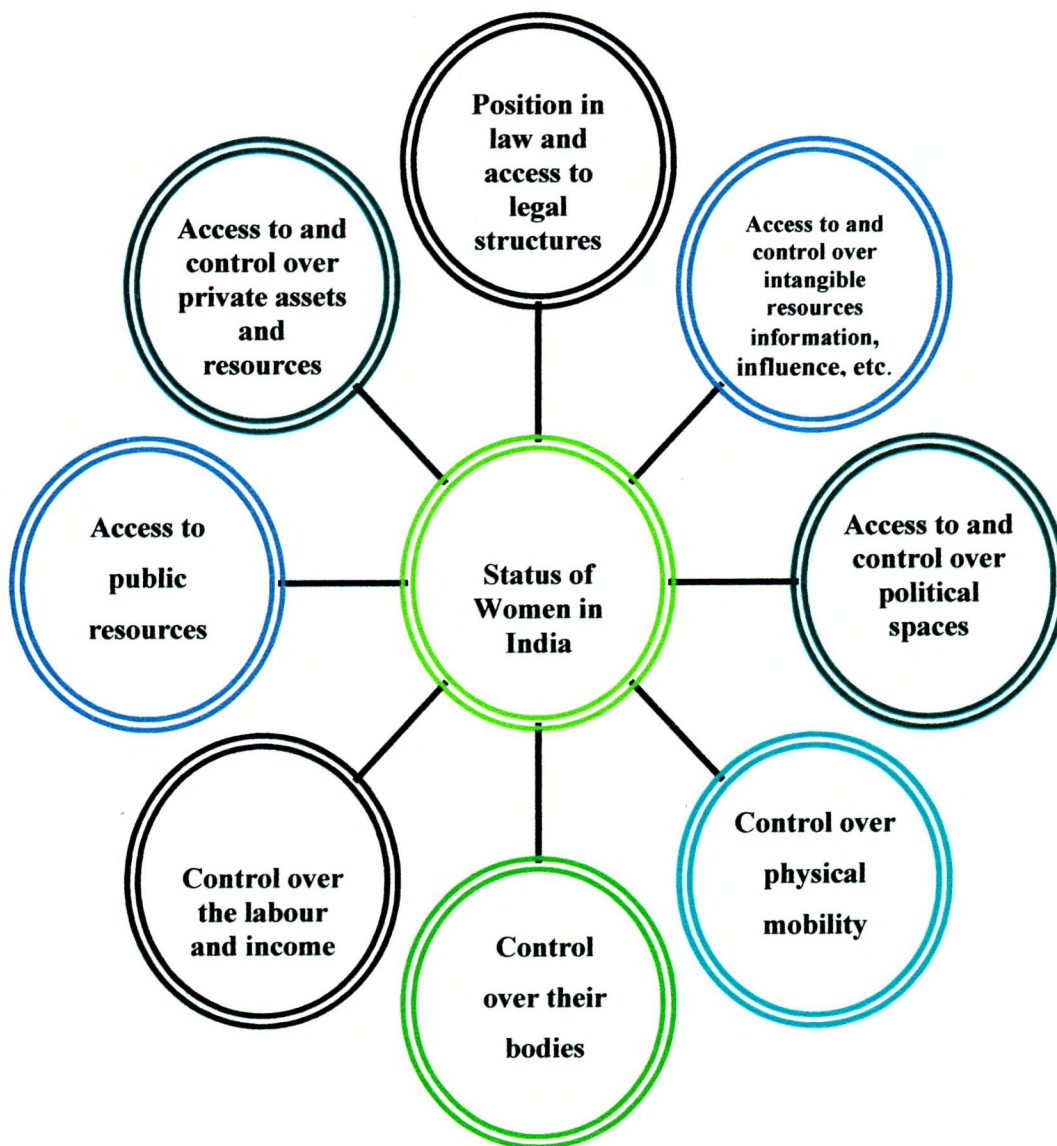 Position in
law and
access to
legal
structures
Access to and
control over
intangible
resources
information,
influence, etc.
Access to and
control over
political
spaces
Control over
physical
mobility
Control
over their
bodies
Control over
the labour
and income
Access to
public
resources
Access to and
control over
private assets
and
resources
Status of
Women in
India